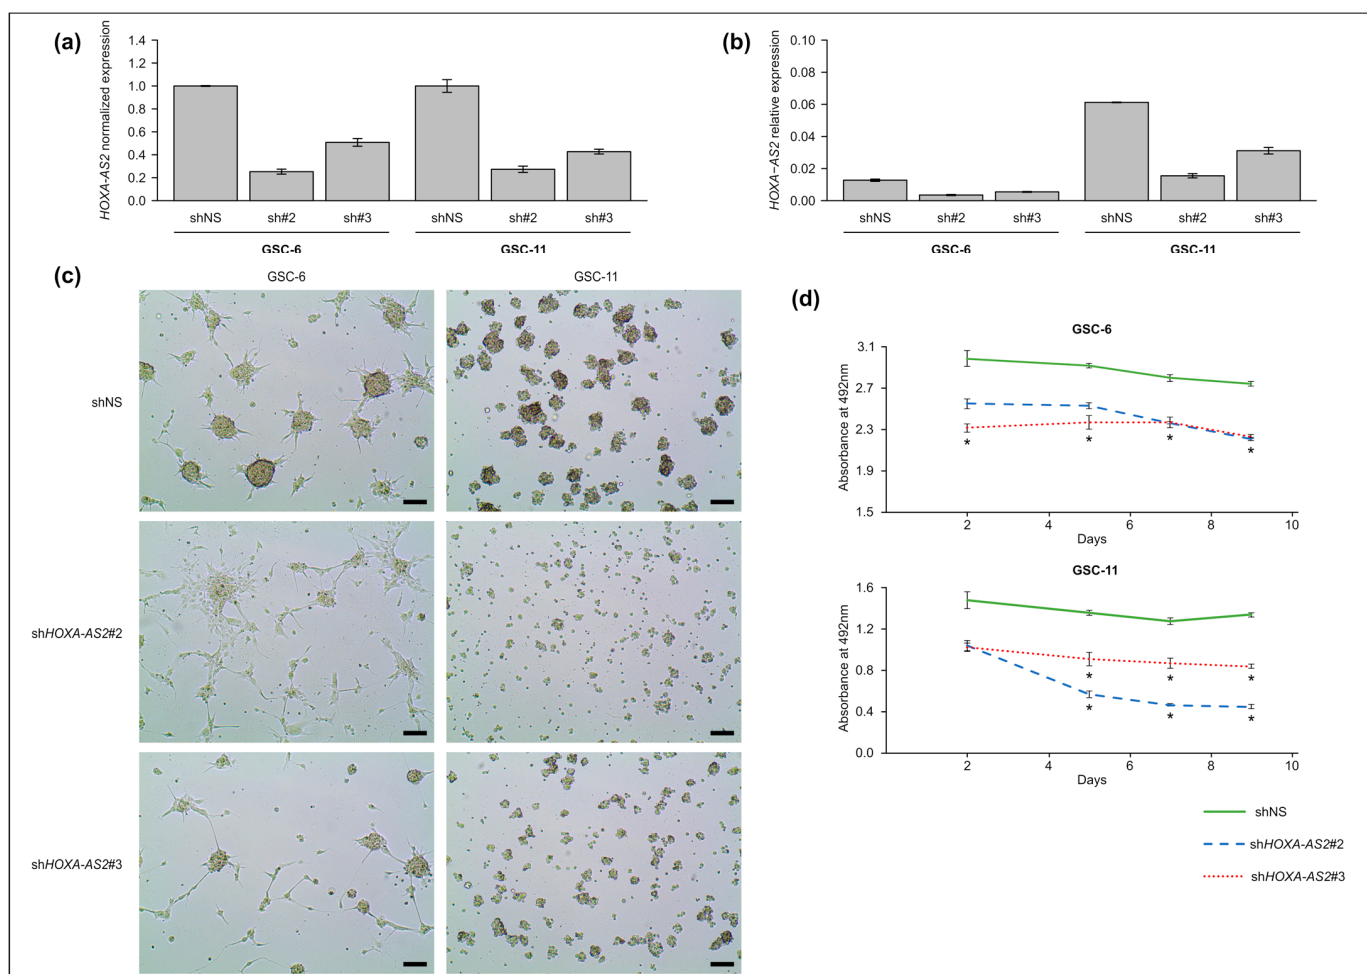 (a)
HOXA-AS2 normalized expression
1.4
1.2
1.0
0.8
0.6
0.4
0.2
0.0
shNS sh#2 sh#3 shNS sh#2 sh#3
GSC-6 GSC-11
(b)
HOXA–AS2 relative expression
0.10
0.08
0.06
0.04
0.02
0.00
shNS sh#2 sh#3 shNS sh#2 sh#3
GSC-6 GSC-11
(c)
GSC-6 GSC-11
shNS
shHOXA-AS2#2
shHOXA-AS2#3
(d)
GSC-6
Absorbance at 492nm
3.1
2.7
2.3
1.9
1.5
* * * *
2 4 6 8 10
Days
GSC-11
Absorbance at 492nm
1.6
1.2
0.8
0.4
0.0
* * *
* * *
2 4 6 8 10
Days
shNS
shHOXA-AS2#2
shHOXA-AS2#3